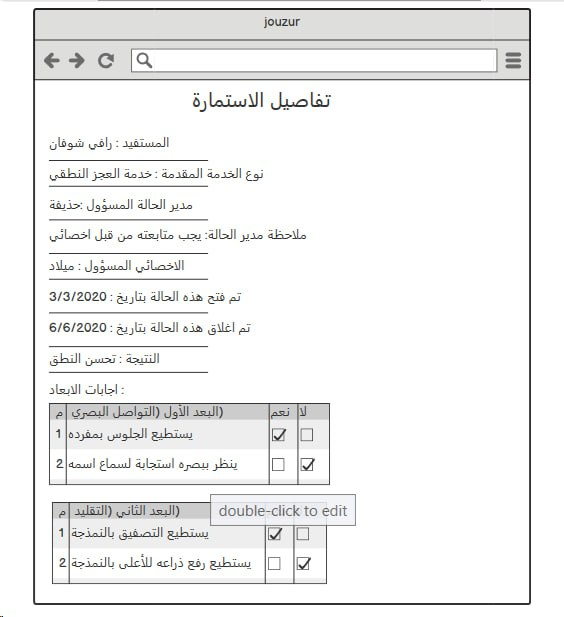 jouzur
تفاصيل الاستمارة
المستفيد : رافي شوفان
نوع الخدمة المقدمة : خدمة العجز النطقي
مدير الحالة المسؤول :حذيفة
ملاحظة مدير الحالة: يجب متابعته من قبل اخصائي
الاخصائي المسؤول : ميلاد
تم فتح هذه الحالة بتاريخ : 3/3/2020
تم اغلاق هذه الحالة بتاريخ : 6/6/2020
النتيجة : تحسن النطق
اجابات الابعاد :
م البعد الأول (التواصل البصري) نعم لا
1 يستطيع الجلوس بمفرده
2 ينظر ببصره استجابة لسماع اسمه
م البعد الثاني (التقليد)
double-click to edit
1 يستطيع التصفيق بالنمذجة
2 يستطيع رفع ذراعه للأعلى بالنمذجة